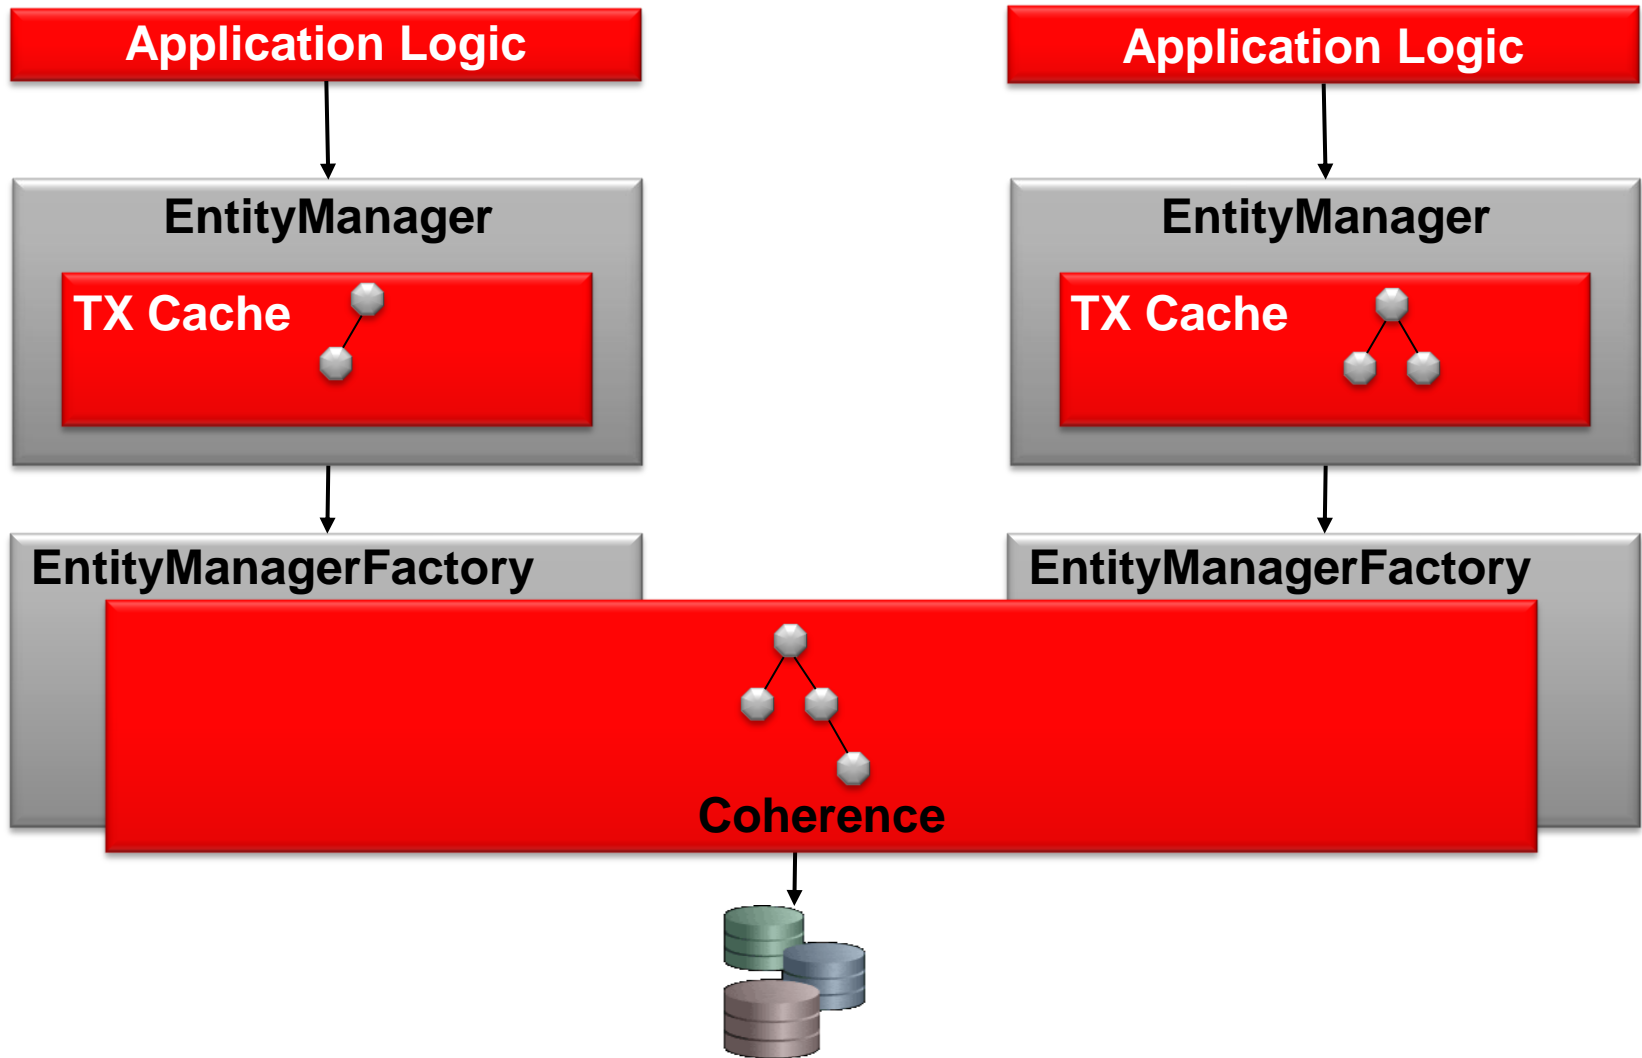 Application Logic
Application Logic
EntityManager
EntityManager
TX Cache
TX Cache
EntityManagerFactory
EntityManagerFactory
Coherence